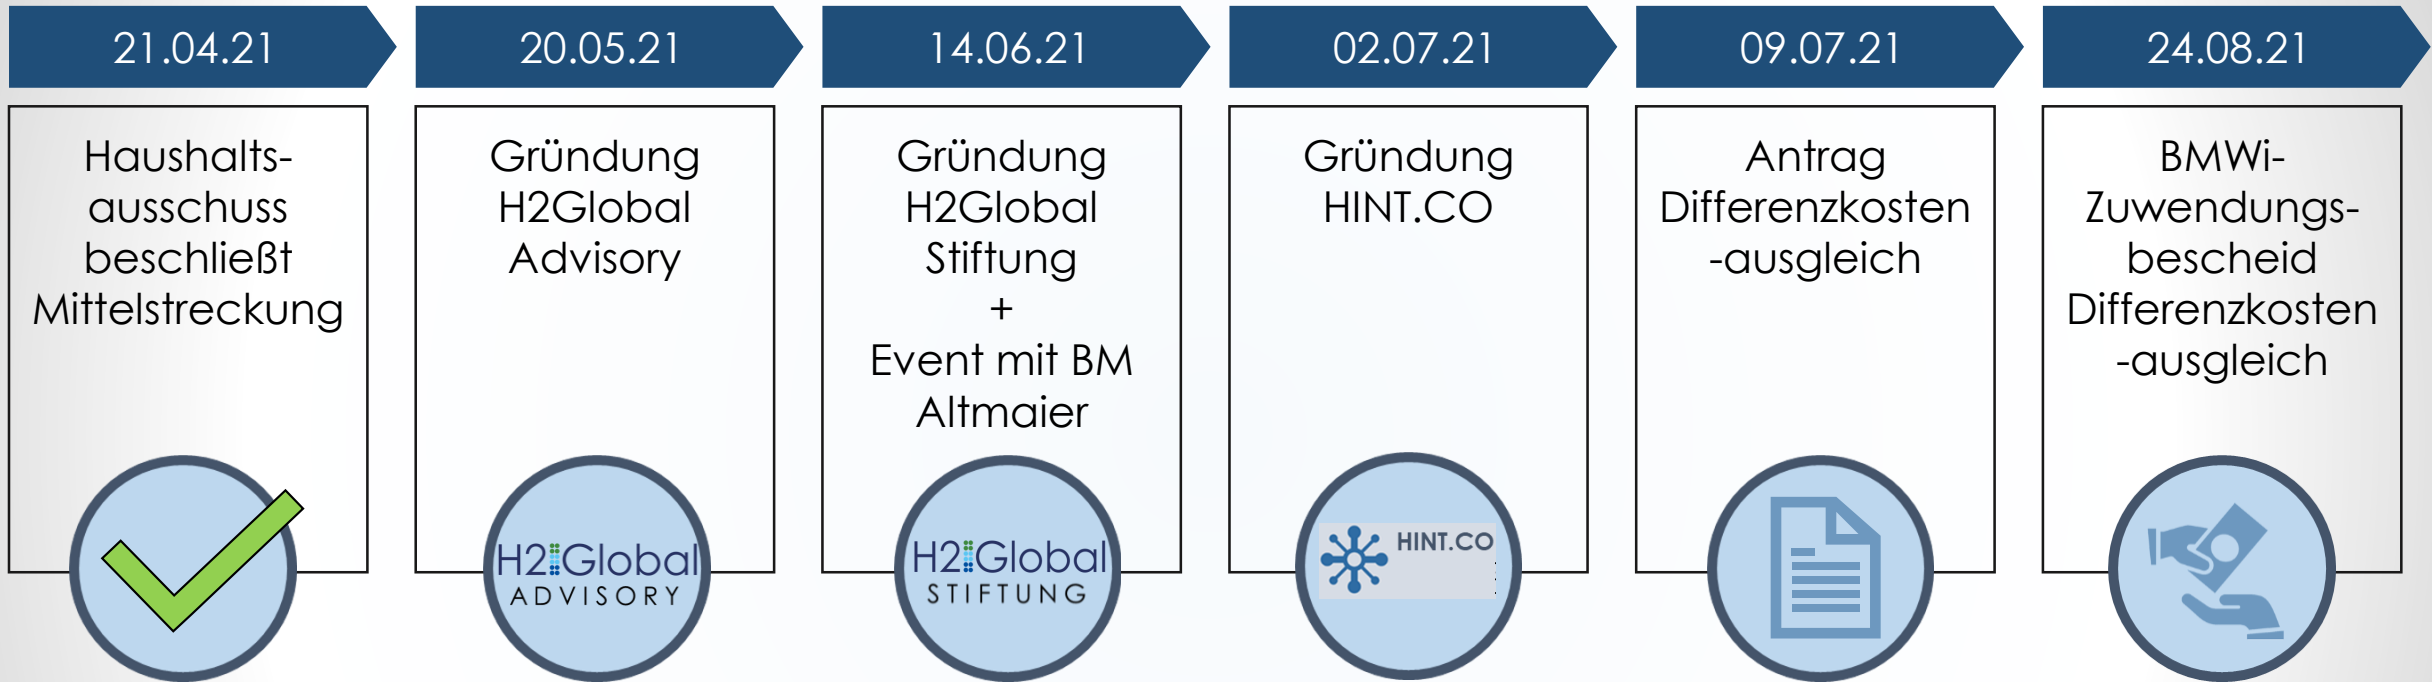 21.04.21
20.05.21
14.06.21
02.07.21
09.07.21
24.08.21
Haushalts-
ausschuss
beschließt
Mittelstreckung
Gründung
H2Global
Advisory
H2Global
ADVISORY
Gründung
H2Global
Stiftung
+
Event mit BM
Altmaier
H2Global
STIFTUNG
Gründung
HINT.CO
HINT.CO
Antrag
Differenzkosten
-ausgleich
BMWi-
Zuwendungs-
bescheid
Differenzkosten
-ausgleich